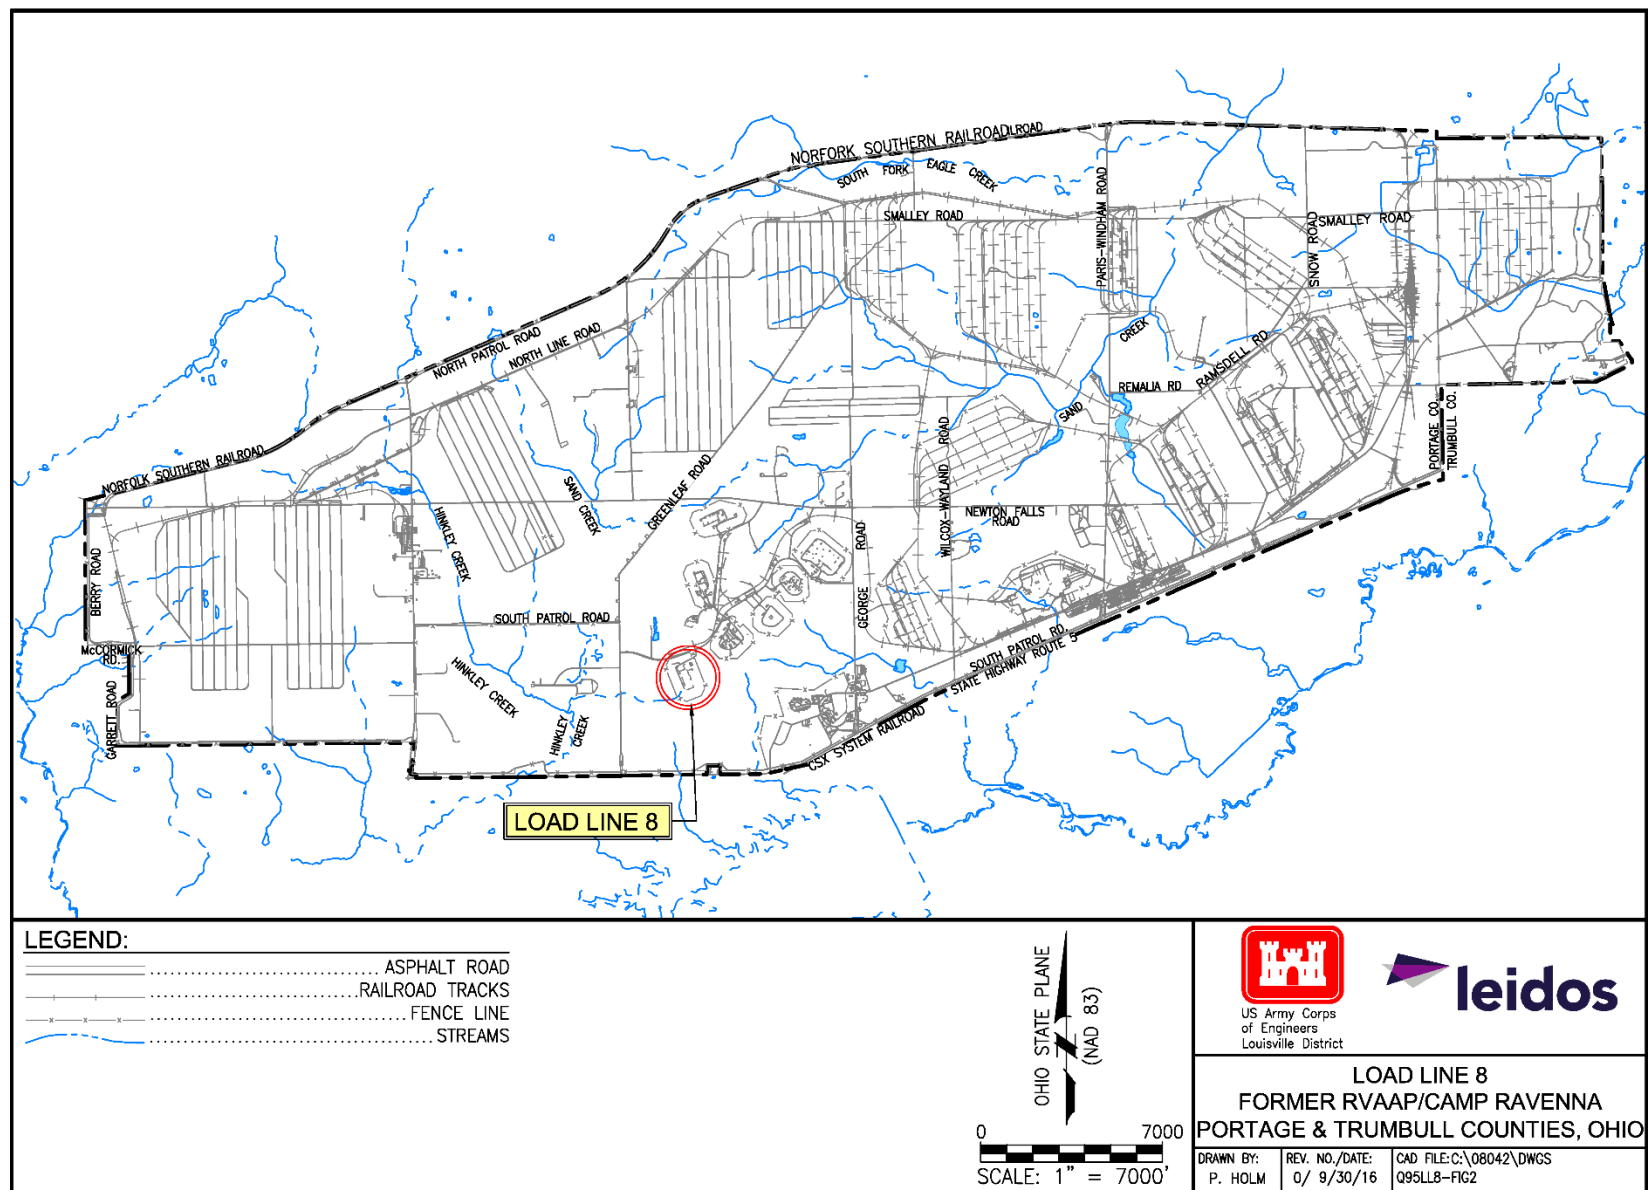 NORFORK SOUTHERN RAILROADLROAD
SOUTH FORK EAGLE CREEK
SMALLEY ROAD
PARIS-WINDHAM ROAD
SNOW ROAD
SMALLEY ROAD
NORTH PATROL ROAD
NORTH LINE ROAD
CREEK
RAMSDELL RD
REMALIA RD
SAND
PORTAGE CO.
TRUMBULL CO.
NORFOLK SOUTHERN RAILROAD
GREENLEAF ROAD
WILCOX-WAYLAND ROAD
SAND CREEK
HINKLEY CREEK
NEWTON FALLS
ROAD
BERRY ROAD
GEORGE ROAD
SOUTH PATROL ROAD
McCORMICK
RD.
SOUTH PATROL RD.
STATE HIGHWAY ROUTE 5
HINKLEY CREEK
GARRETT ROAD
HINKLEY
CREEK
CSX SYSTEM RAILROAD
LOAD LINE 8
LEGEND:
ASPHALT ROAD
RAILROAD TRACKS
FENCE LINE
STREAMS
OHIO STATE PLANE
(NAD 83)
0 7000
SCALE: 1" = 7000'
US Army Corps
of Engineers
Louisville District
leidos
LOAD LINE 8
FORMER RVAAP/CAMP RAVENNA
PORTAGE & TRUMBULL COUNTIES, OHIO
DRAWN BY:
P. HOLM
REV. NO./DATE:
0/ 9/30/16
CAD FILE:C:\08042\DWGS
Q95LL8-FIG2